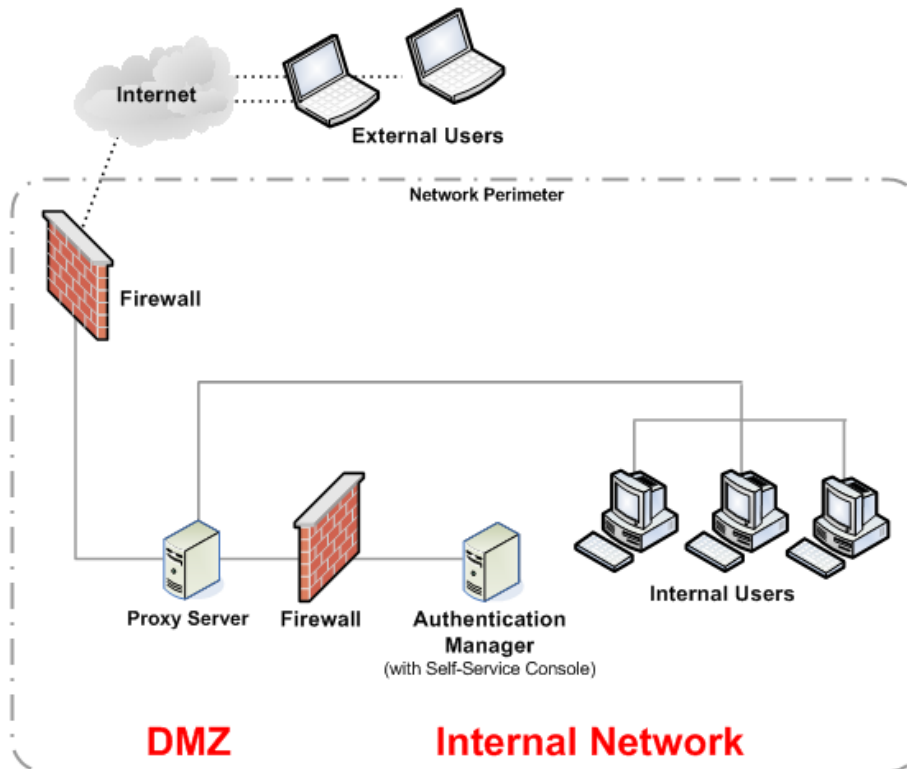 Internet
External Users
Network Perimeter
Firewall
Proxy Server
Firewall
Authentication
Manager
(with Self-Service Console)
Internal Users
DMZ
Internal Network